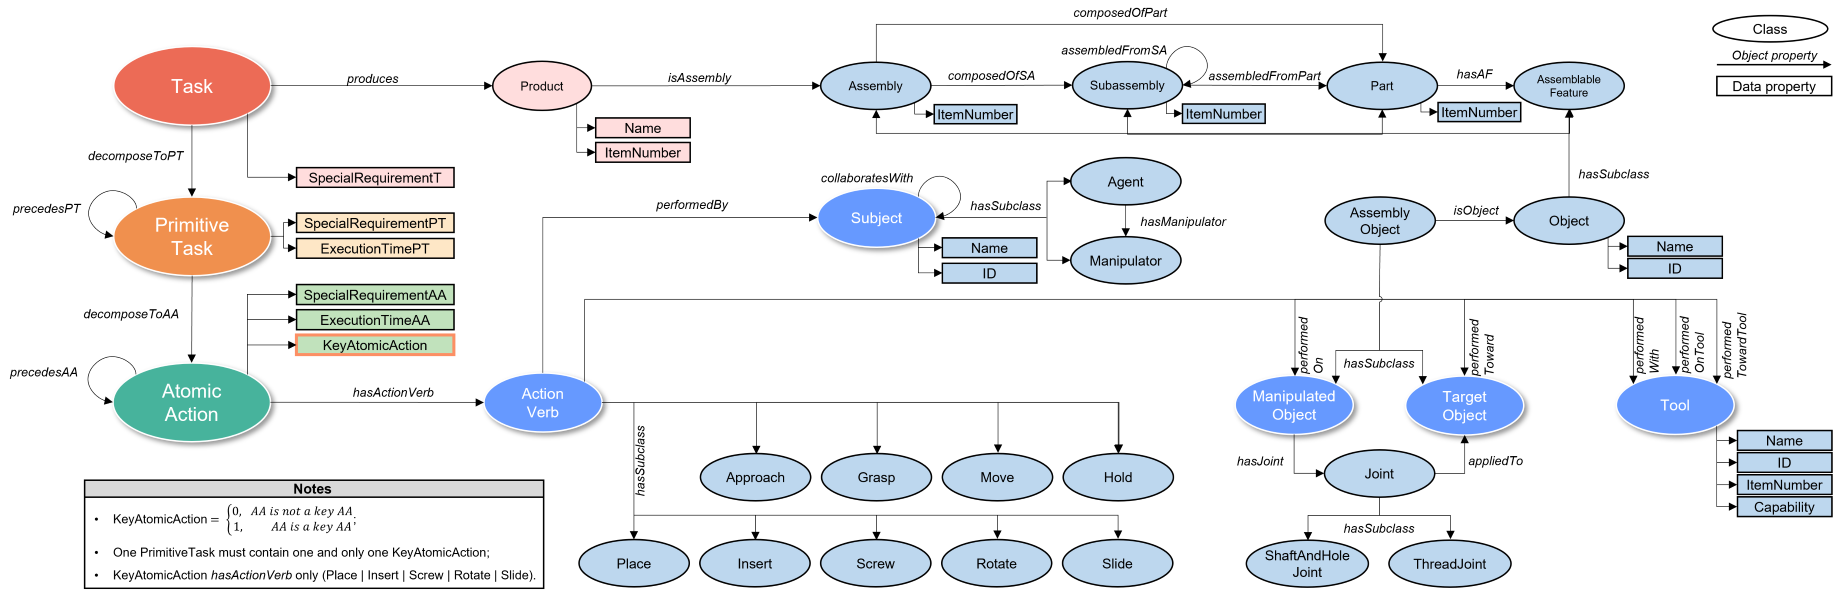 composedOfPart
Class
Object property
Data property
Task
produces
Product
isAssembly
Assembly
composedOfSA
assembledFromSA
Subassembly
assembledFromPart
Part
hasAF
Assemblable
Feature
ItemNumber
ItemNumber
ItemNumber
Name
ItemNumber
decomposeToPT
SpecialRequirementT
precedesPT
Primitive
Task
SpecialRequirementPT
ExecutionTimePT
performedBy
collaboratesWith
Subject
hasSubclass
Name
ID
Agent
hasManipulator
Manipulator
Assembly
Object
isObject
Object
hasSubclass
Name
ID
decomposeToAA
SpecialRequirementAA
ExecutionTimeAA
KeyAtomicAction
precedesAA
Atomic
Action
hasActionVerb
Action
Verb
performed
On
hasSubclass
performed
Toward
performed
With
performed
OnTool
performed
TowardTool
Manipulated
Object
Target
Object
Tool
Name
ID
ItemNumber
Capability
hasJoint
Joint
appliedTo
hasSubclass
ShaftAndHole
Joint
ThreadJoint
hasSubclass
Approach
Grasp
Move
Hold
Place
Insert
Screw
Rotate
Slide
Notes
• KeyAtomicAction = {0, AA is not a key AA
1, AA is a key AA;
• One PrimitiveTask must contain one and only one KeyAtomicAction;
• KeyAtomicAction hasActionVerb only (Place | Insert | Screw | Rotate | Slide).